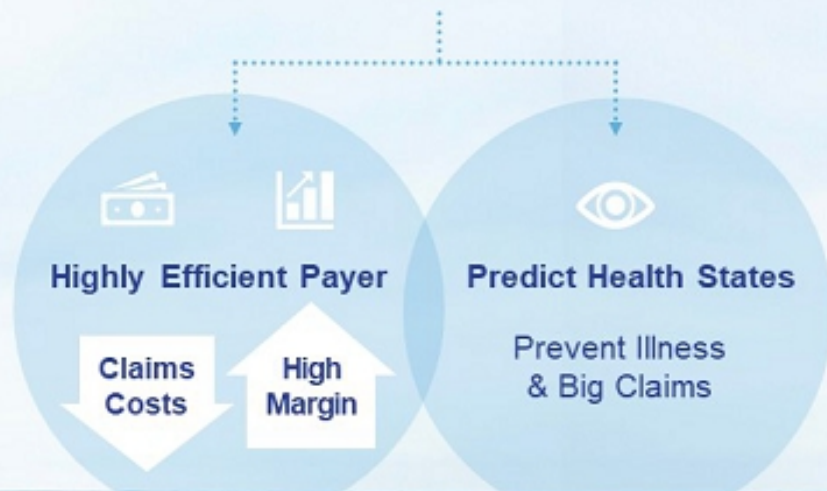 Highly Efficient Payer
Claims
Costs
High
Margin
Predict Health States
Prevent Illness
& Big Claims